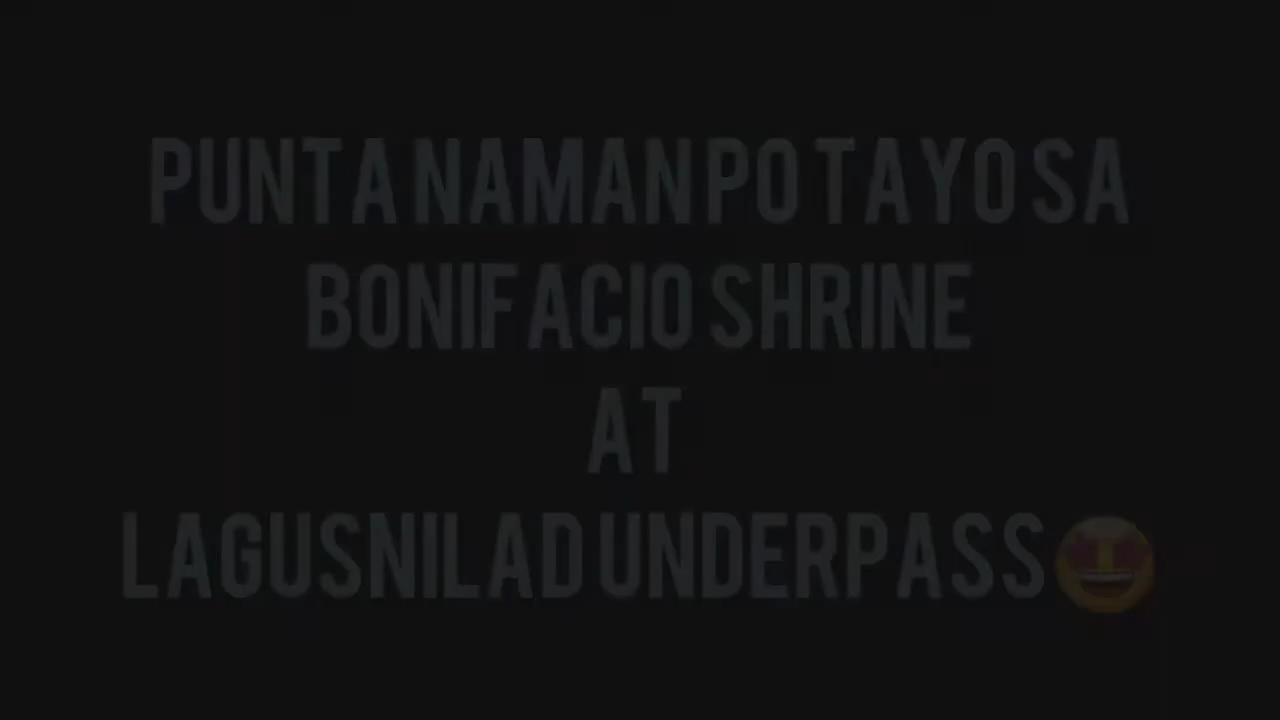 PUNTA NAMAN PO TAYO SA
BONIFACIO SHRINE
AT
LAGUSNILAD UNDERPASS🤩